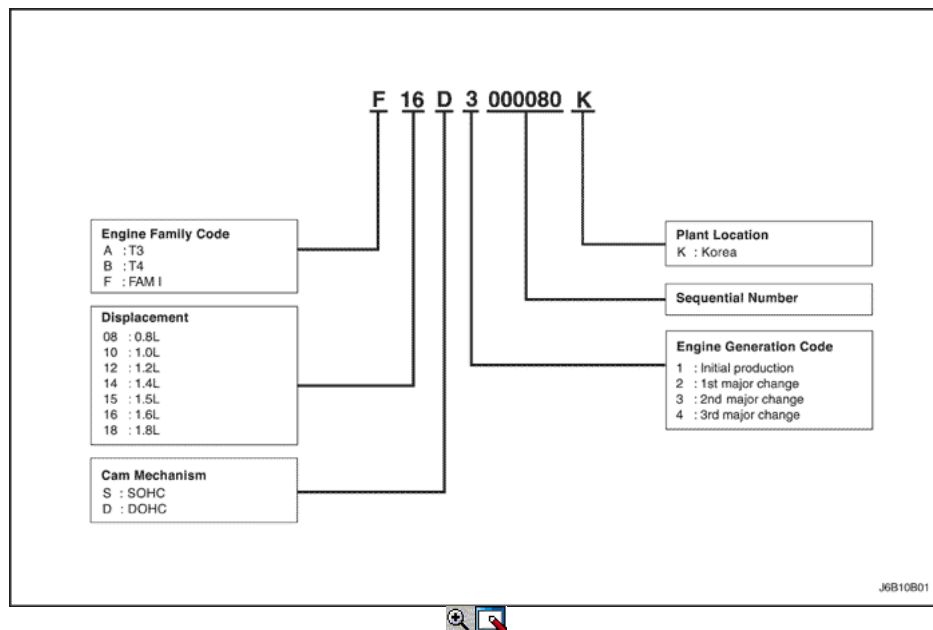 F 16 D 3 000080 K
Engine Family Code
A : T3
B : T4
F : FAM I
Displacement
08 : 0.8L
10 : 1.0L
12 : 1.2L
14 : 1.4L
15 : 1.5L
16 : 1.6L
18 : 1.8L
Cam Mechanism
S : SOHC
D : DOHC
Plant Location
K : Korea
Sequential Number
Engine Generation Code
1 : Initial production
2 : 1st major change
3 : 2nd major change
4 : 3rd major change
J6B10B01